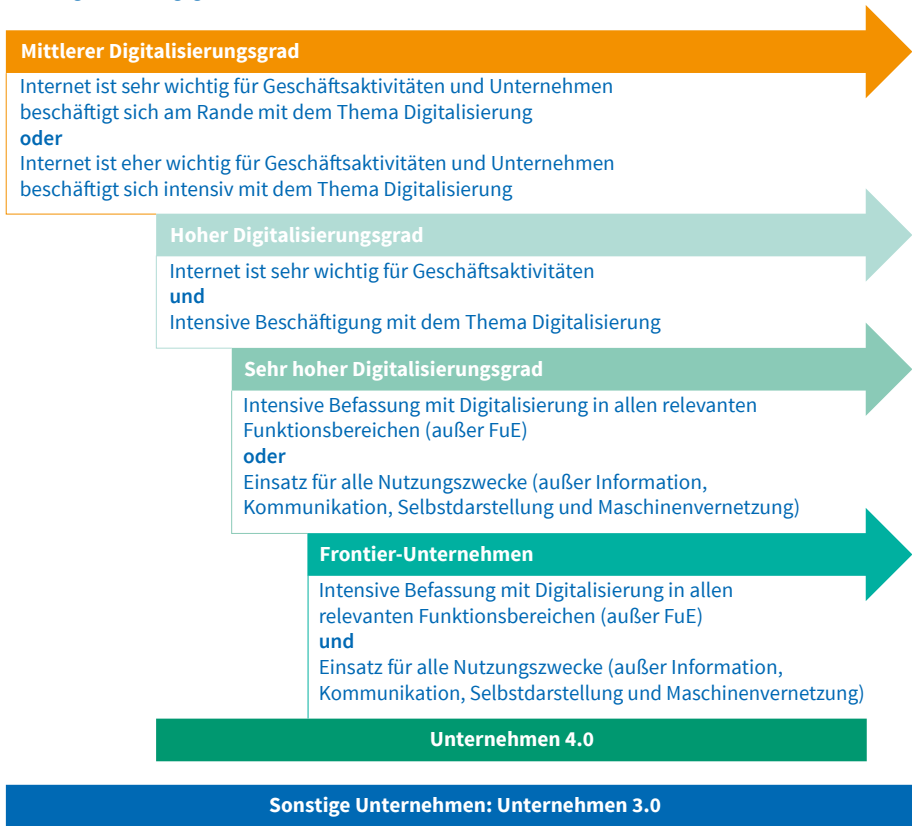 Mittlerer Digitalisierungsgrad
Internet ist sehr wichtig für Geschäftsaktivitäten und Unternehmen
beschäftigt sich am Rande mit dem Thema Digitalisierung
oder
Internet ist eher wichtig für Geschäftsaktivitäten und Unternehmen
beschäftigt sich intensiv mit dem Thema Digitalisierung
Hoher Digitalisierungsgrad
Internet ist sehr wichtig für Geschäftsaktivitäten
und
Intensive Beschäftigung mit dem Thema Digitalisierung
Sehr hoher Digitalisierungsgrad
Intensive Befassung mit Digitalisierung in allen relevanten
Funktionsbereichen (außer FuE)
oder
Einsatz für alle Nutzungszwecke (außer Information,
Kommunikation, Selbstdarstellung und Maschinenvernetzung)
Frontier-Unternehmen
Intensive Befassung mit Digitalisierung in allen
relevanten Funktionsbereichen (außer FuE)
und
Einsatz für alle Nutzungszwecke (außer Information,
Kommunikation, Selbstdarstellung und Maschinenvernetzung)
Unternehmen 4.0
Sonstige Unternehmen: Unternehmen 3.0